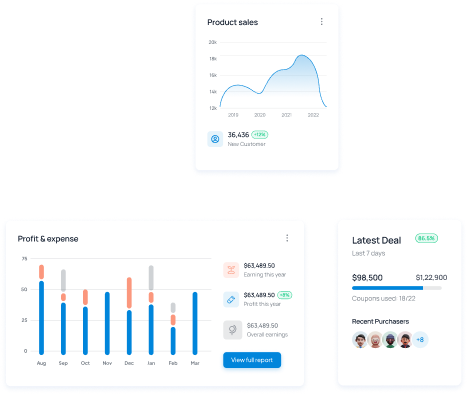 Product sales
20k
18k
16k
14k
12k
2019 2020 2021 2022
36,436 +12%
New Customer
Profit & expense
75
50
25
0
Aug Sep Oct Nov Dec Jan Feb Mar
$63,489.50
Earning this year
$63,489.50 +8%
Profit this year
$63,489.50
Overall earnings
View full report
Latest Deal 86.6%
Last 7 days
$98,500 $1,22,900
Coupons used: 18/22
Recent Purchasers
+8